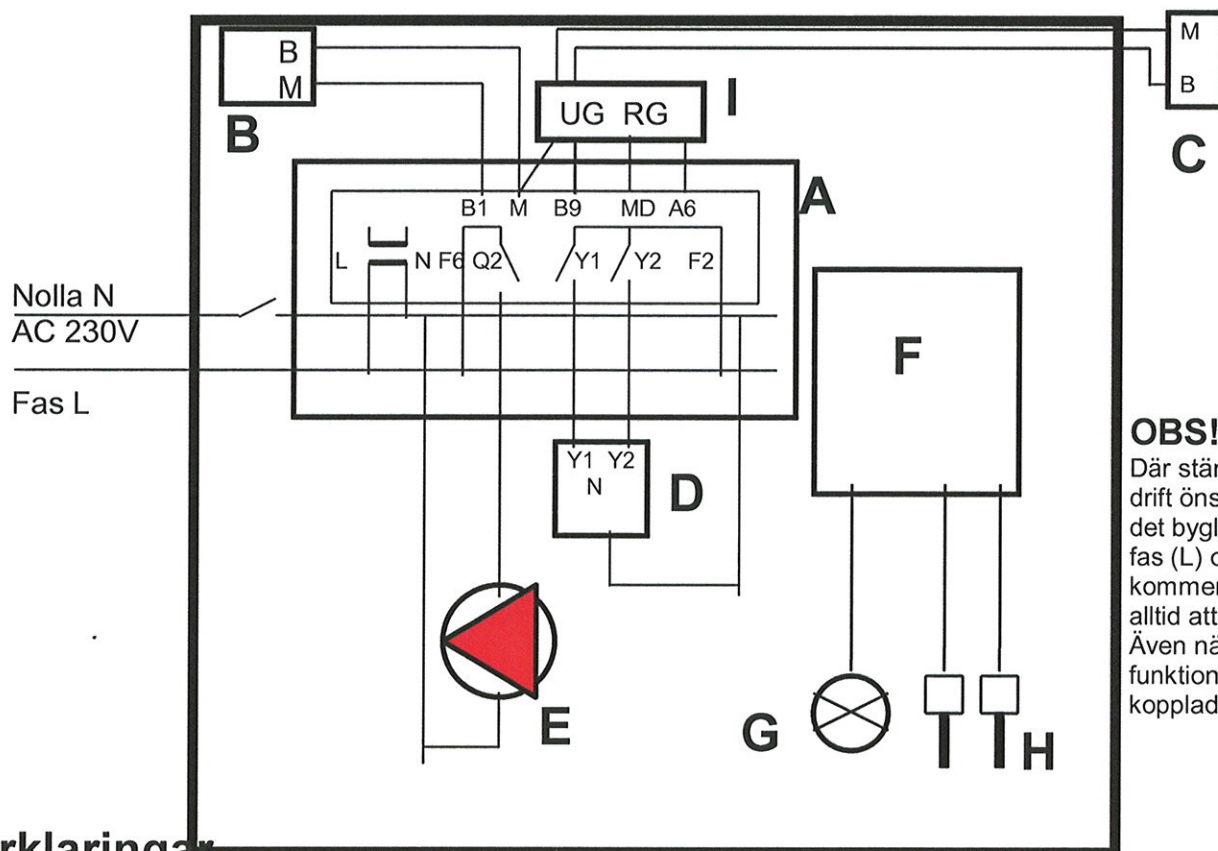 B
M
B
M
B
C
UG RG
I
A
B1 M B9 MD A6
L N F6 Q2 Y1 Y2 F2
Nolla N
AC 230V
Fas L
Y1 Y2
N
D
E
F
G
H
OBS!
Där stän
drift öns
det bygl
fas (L) o
kommer
alltid att
Även nä
funktion
kopplad
rklaringar